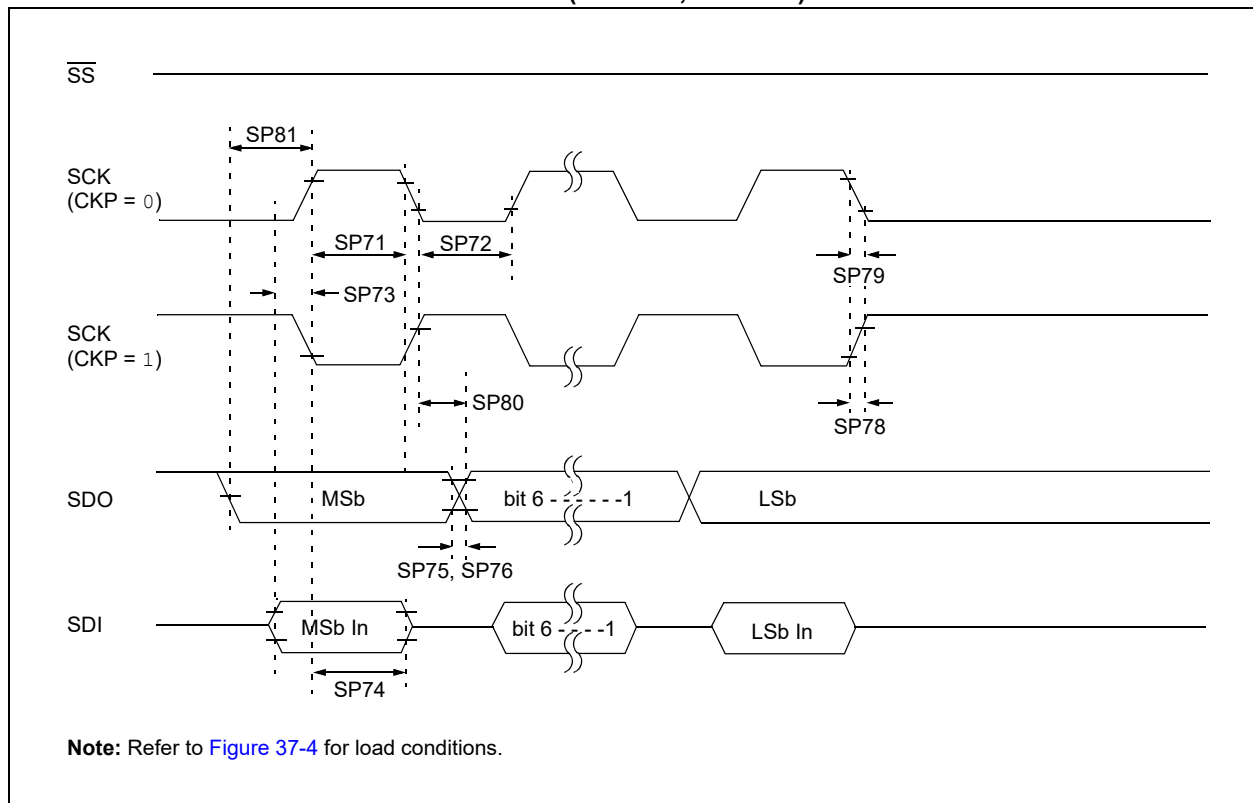 SS
SP81
SCK
(CKP = 0)
SP71
SP72
SP79
SP73
SCK
(CKP = 1)
SP80
SP78
SDO
MSb
bit 6 - - - - - -1
LSb
SP75, SP76
SDI
MSb In
bit 6 - - - -1
LSb In
SP74
Note: Refer to Figure 37-4 for load conditions.